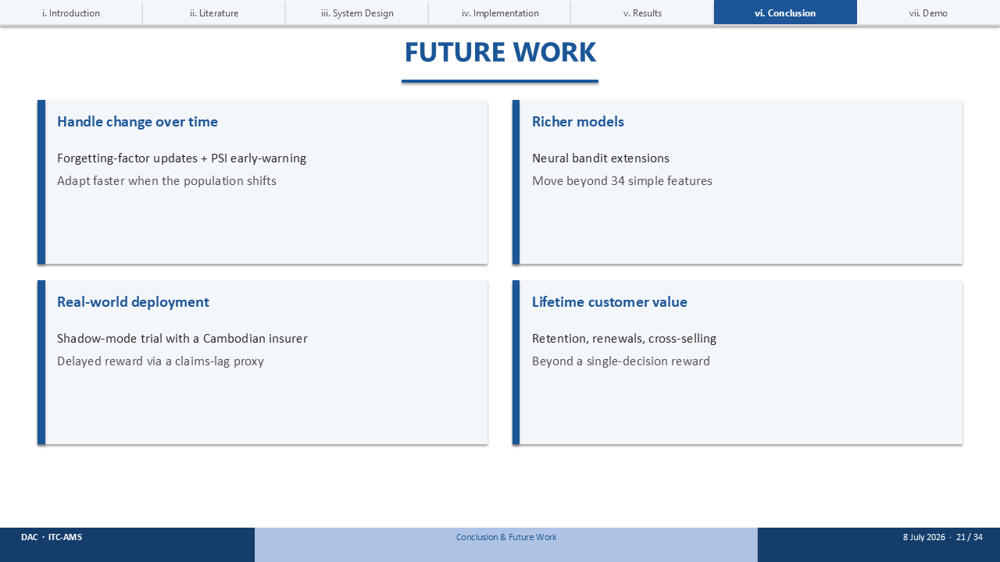 i. Introduction
ii. Literature
iii. System Design
iv. Implementation
v. Results
vi. Conclusion
vii. Demo
FUTURE WORK
Handle change over time
Forgetting-factor updates + PSI early-warning
Adapt faster when the population shifts
Richer models
Neural bandit extensions
Move beyond 34 simple features
Real-world deployment
Shadow-mode trial with a Cambodian insurer
Delayed reward via a claims-lag proxy
Lifetime customer value
Retention, renewals, cross-selling
Beyond a single-decision reward
DAC · ITC-AMS
Conclusion & Future Work
8 July 2026 · 21 / 34